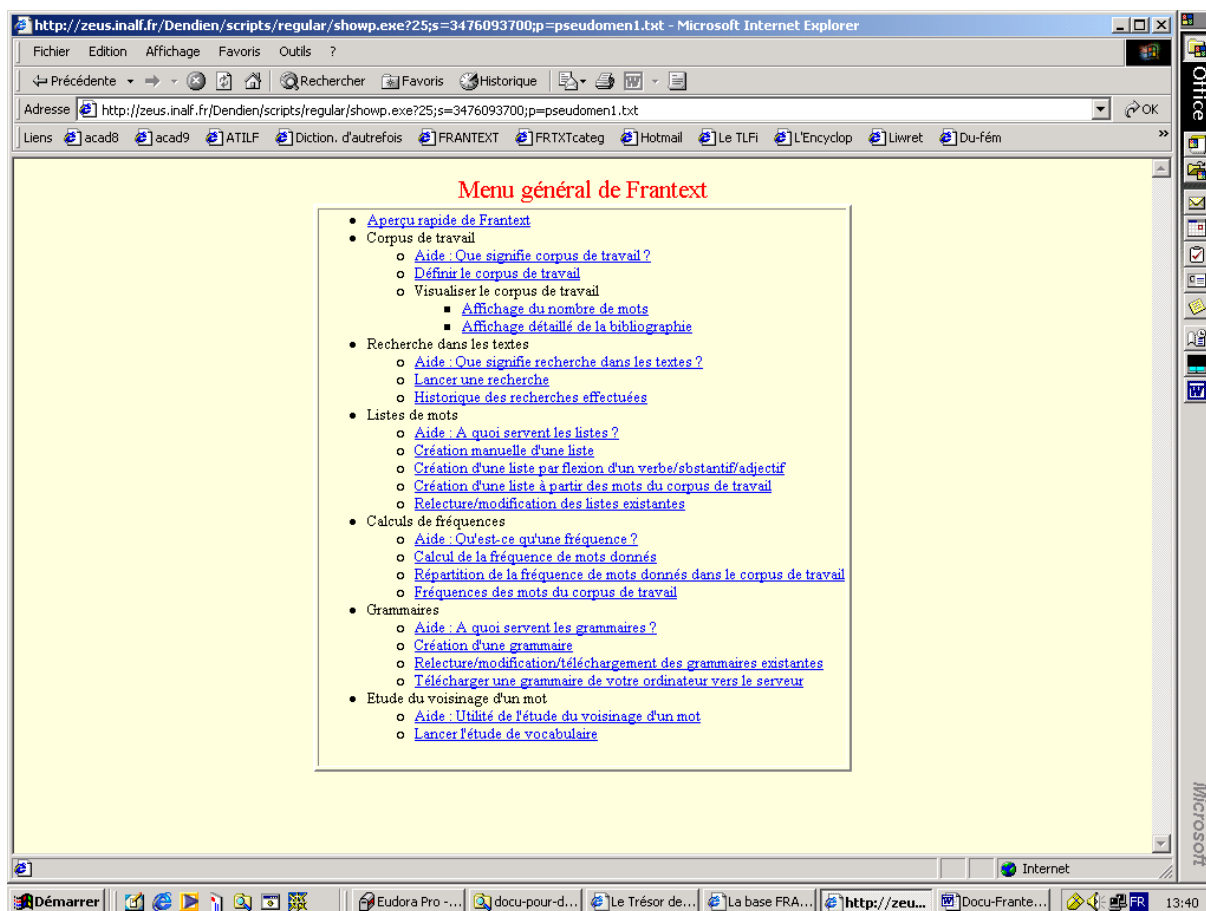 http://zeus.inalf.fr/Dendien/scripts/regular/showp.exe?25;s=3476093700;p=pseudomen1.txt - Microsoft Internet Explorer
Fichier Edition Affichage Favoris Outils ?
Précédente Rechercher Favoris Historique
Adresse http://zeus.inalf.fr/Dendien/scripts/regular/showp.exe?25;s=3476093700;p=pseudomen1.txt OK
Liens acad8 acad9 ATILF Diction. d'autrefois FRANTEXT FRTXTcateg Hotmail Le TLFi L'Encyclop Liwret Du-fém »
Office
Menu général de Frantext
Aperçu rapide de Frantext
Corpus de travail
Aide : Que signifie corpus de travail ?
Définir le corpus de travail
Visualiser le corpus de travail
Affichage du nombre de mots
Affichage détaillé de la bibliographie
Recherche dans les textes
Aide : Que signifie recherche dans les textes ?
Lancer une recherche
Historique des recherches effectuées
Listes de mots
Aide : A quoi servent les listes ?
Création manuelle d'une liste
Création d'une liste par flexion d'un verbe/sbstantif/adjectif
Création d'une liste à partir des mots du corpus de travail
Relecture/modification des listes existantes
Calculs de fréquences
Aide : Qu'est-ce qu'une fréquence ?
Calcul de la fréquence de mots donnés
Répartition de la fréquence de mots donnés dans le corpus de travail
Fréquences des mots du corpus de travail
Grammaires
Aide : A quoi servent les grammaires ?
Création d'une grammaire
Relecture/modification/téléchargement des grammaires existantes
Télécharger une grammaire de votre ordinateur vers le serveur
Etude du voisinage d'un mot
Aide : Utilité de l'étude du voisinage d'un mot
Lancer l'étude de vocabulaire
Microsoft
Internet
Démarrer Eudora Pro -... docu-pour-d... Le Trésor de... La base FRA... http://zeu... Docu-Frante... FR 13:40